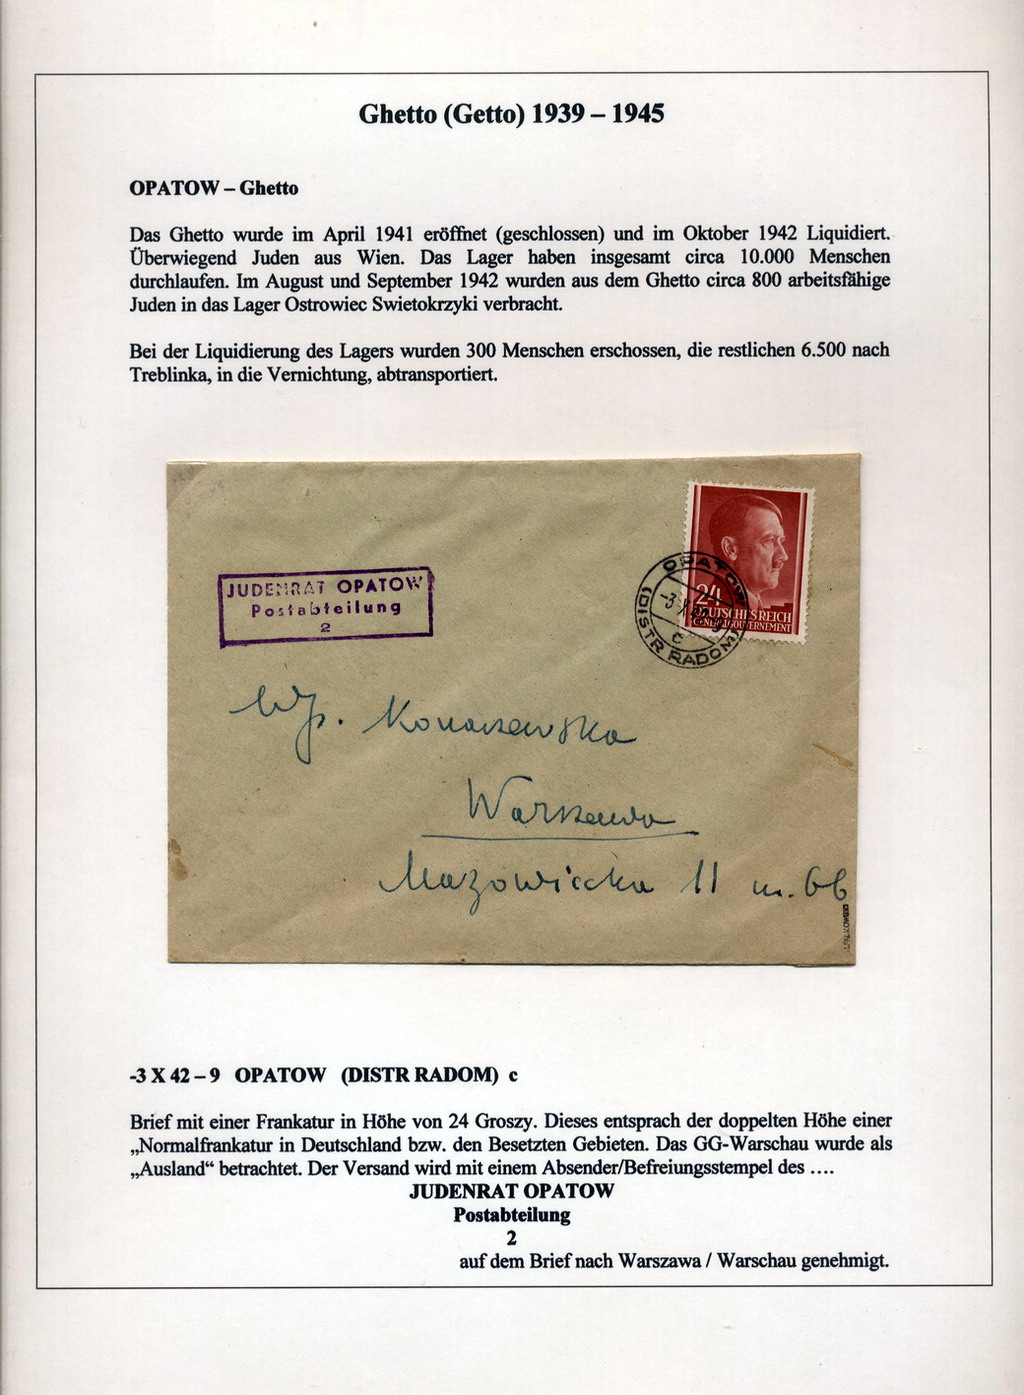 Ghetto (Getto) 1939 – 1945
OPATOW – Ghetto
Das Ghetto wurde im April 1941 eröffnet (geschlossen) und im Oktober 1942 Liquidiert.
Überwiegend Juden aus Wien. Das Lager haben insgesamt circa 10.000 Menschen
durchlaufen. Im August und September 1942 wurden aus dem Ghetto circa 800 arbeitsfähige
Juden in das Lager Ostrowiec Swietokrzyki verbracht.
Bei der Liquidierung des Lagers wurden 300 Menschen erschossen, die restlichen 6.500 nach
Treblinka, in die Vernichtung, abtransportiert.
JUDENRAT OPATOW
Postabteilung
2
OPATOW
-3 X
c
(DISTR RADOM)
24
DEUTSCHES REICH
GENERALGOUVERNEMENT
Wp. Konarzewska
Warszawa
Mazowiecka 11 m. 66
-3 X 42 – 9 OPATOW (DISTR RADOM) c
Brief mit einer Frankatur in Höhe von 24 Groszy. Dieses entsprach der doppelten Höhe einer
„Normalfrankatur in Deutschland bzw. den Besetzten Gebieten. Das GG-Warschau wurde als
„Ausland“ betrachtet. Der Versand wird mit einem Absender/Befreiungsstempel des ….
JUDENRAT OPATOW
Postabteilung
2
auf dem Brief nach Warszawa / Warschau genehmigt.